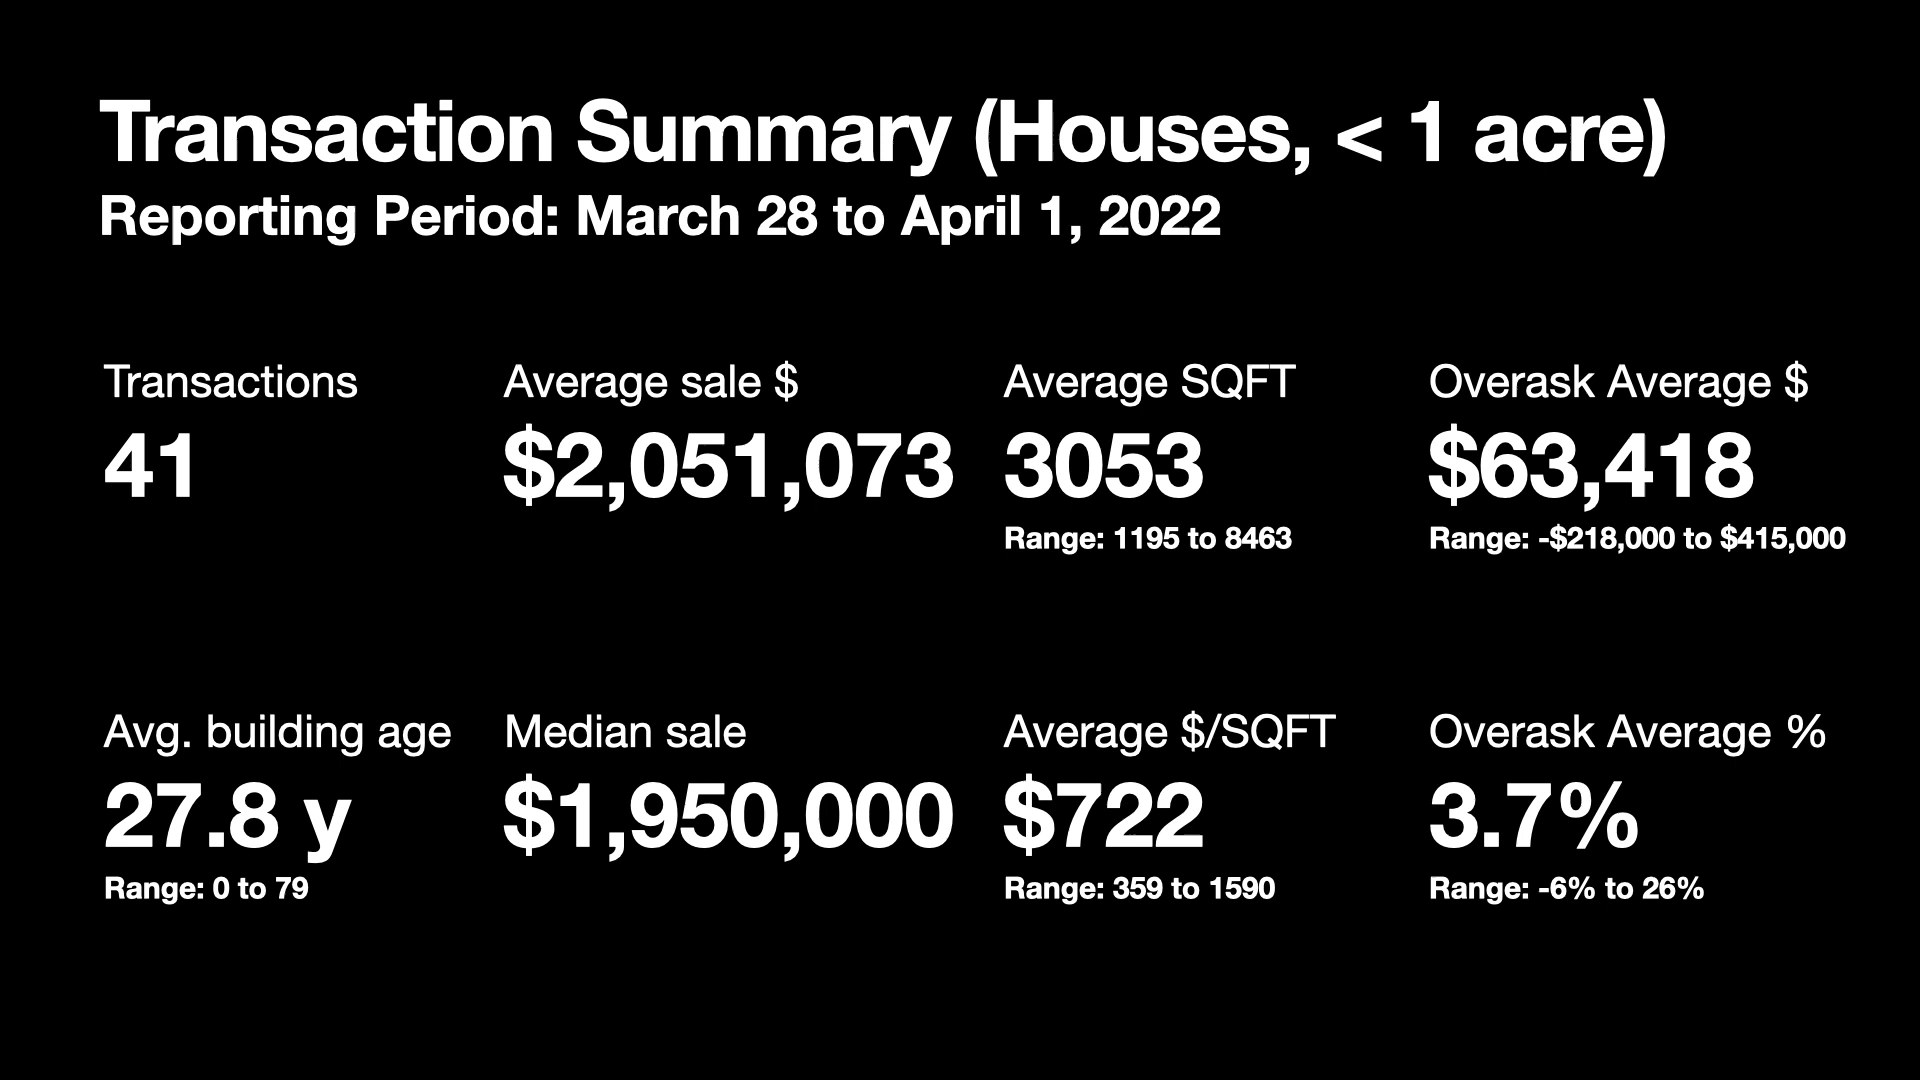 Transaction Summary (Houses, < 1 acre)
Reporting Period: March 28 to April 1, 2022
Transactions
41
Average sale $
$2,051,073
Average SQFT
3053
Range: 1195 to 8463
Overask Average $
$63,418
Range: -$218,000 to $415,000
Avg. building age
27.8 y
Range: 0 to 79
Median sale
$1,950,000
Average $/SQFT
$722
Range: 359 to 1590
Overask Average %
3.7%
Range: -6% to 26%